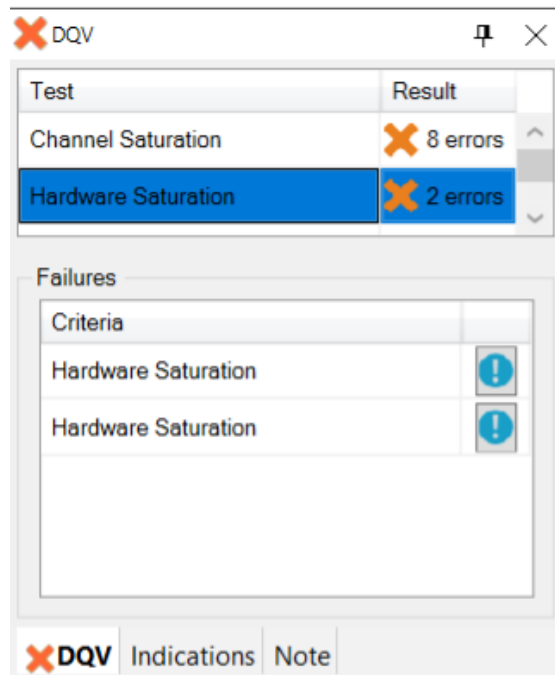 DQV
Test Result
Channel Saturation 8 errors
Hardware Saturation 2 errors
Failures
Criteria
Hardware Saturation
Hardware Saturation
DQV Indications Note